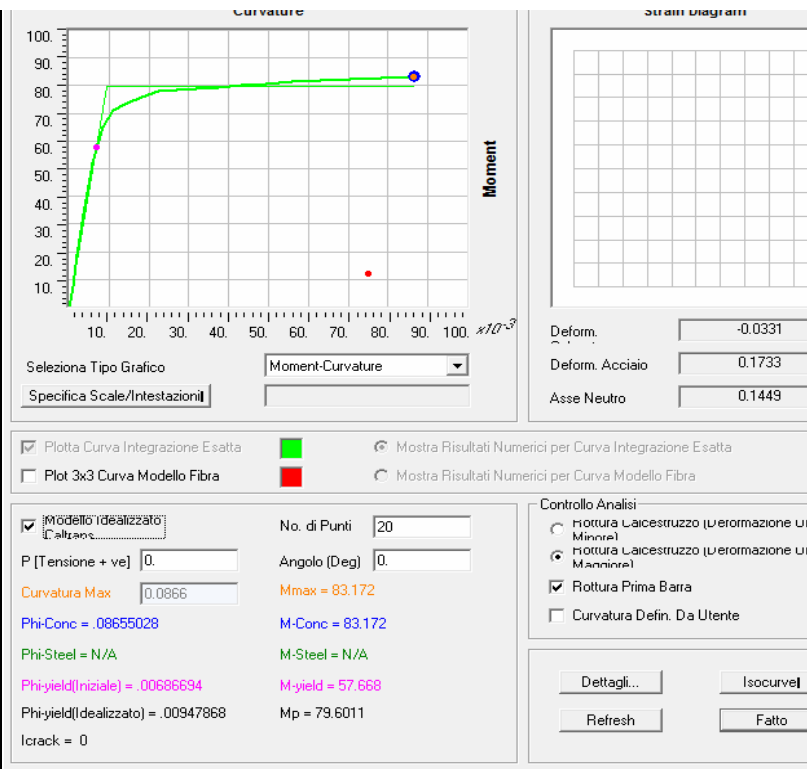 Curvature
Strain Diagram
100.
90.
80.
70.
60.
50.
40.
30.
20.
10.
Moment
10. 20. 30. 40. 50. 60. 70. 80. 90. 100. x10-3
Seleziona Tipo Grafico
Moment-Curvature
Specifica Scale/Intestazioni
Deform.
-0.0331
Deform. Acciaio
0.1733
Asse Neutro
0.1449
Plotta Curva Integrazione Esatta
Mostra Risultati Numerici per Curva Integrazione Esatta
Plot 3x3 Curva Modello Fibra
Mostra Risultati Numerici per Curva Modello Fibra
Modello Idealizzato
Caltrans
No. di Punti
20
P [Tensione + ve]
0.
Angolo (Deg)
0.
Curvatura Max
0.0866
Mmax = 83.172
Phi-Conc = .08655028
M-Conc = 83.172
Phi-Steel = N/A
M-Steel = N/A
Phi-yield(Iniziale) = .00686694
M-yield = 57.668
Phi-yield(Idealizzato) = .00947868
Mp = 79.6011
Icrack = 0
Controllo Analisi
Rottura Calcestruzzo (Deformazione
Minore)
Rottura Calcestruzzo (Deformazione
Maggiore)
Rottura Prima Barra
Curvatura Defin. Da Utente
Dettagli...
Isocurve
Refresh
Fatto